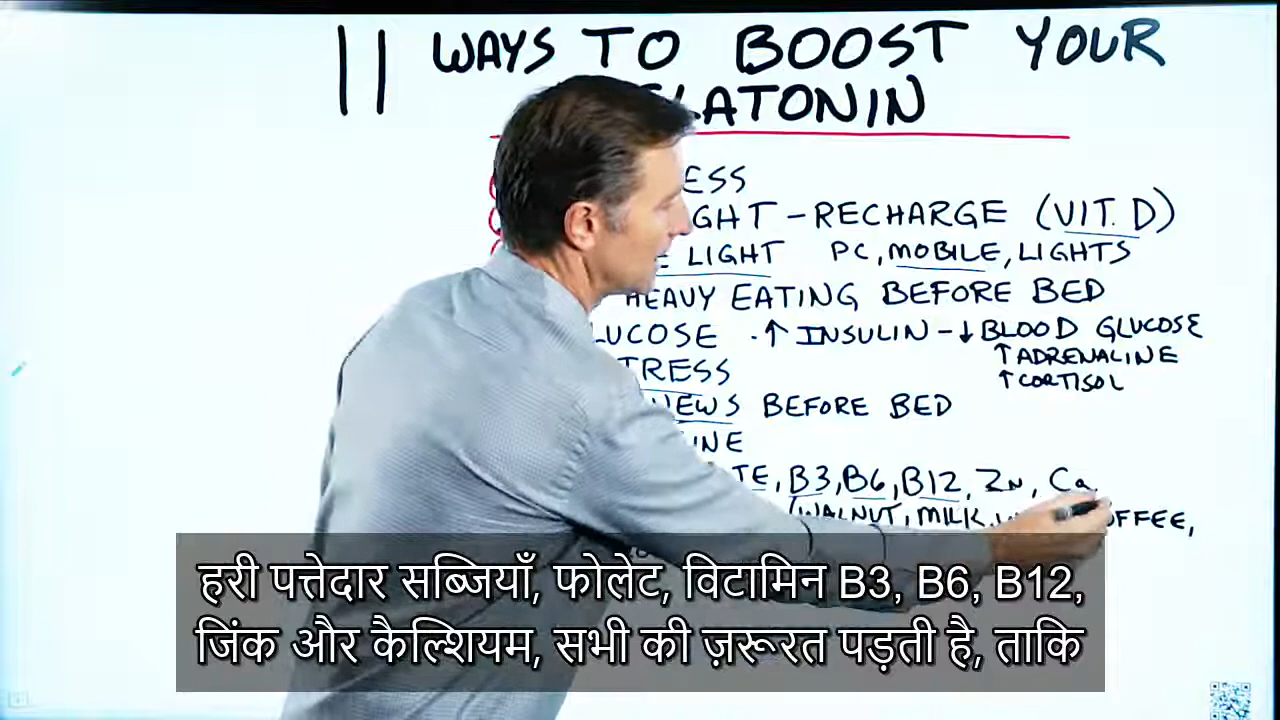 11 WAYS TO BOOST YOUR
LATONIN
ESS
GHT - RECHARGE (VIT. D)
E LIGHT PC, MOBILE, LIGHTS
HEAVY EATING BEFORE BED
LUCOSE · ↑ INSULIN - ↓ BLOOD GLUCOSE
↑ ADRENALINE
TRESS
↑ CORTISOL
NEWS BEFORE BED
INE
TE, B3, B6, B12, Zn, Ca
(WALNUT, MILK, OFFEE,
हरी पत्तेदार सब्जियाँ, फोलेट, विटामिन B3, B6, B12,
जिंक और कैल्शियम, सभी की ज़रूरत पड़ती है, ताकि